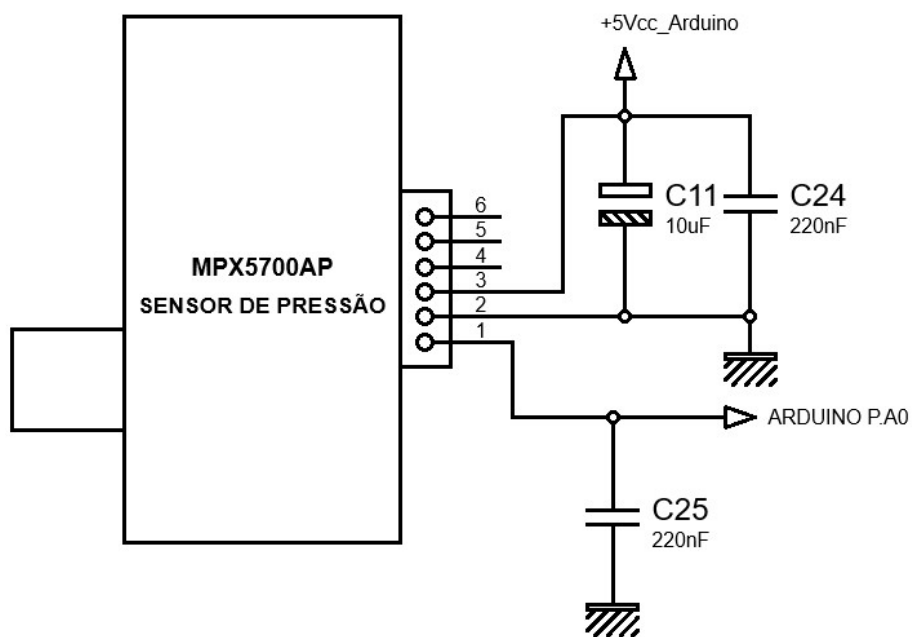 +5Vcc_Arduino
MPX5700AP
SENSOR DE PRESSÃO
6
5
4
3
2
1
C11
10uF
C24
220nF
ARDUINO P.A0
C25
220nF